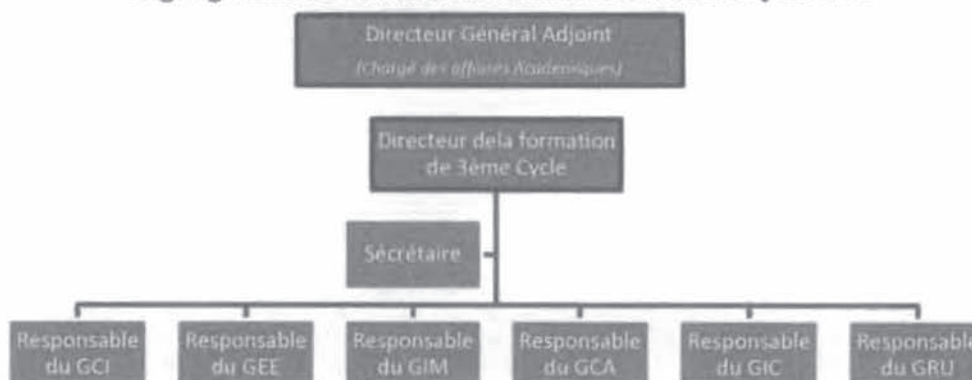 Directeur Général Adjoint
(Chargé des affaires Académiques)
Directeur dela formation
de 3ème Cycle
Sécrétaire
Responsable
du GCI
Responsable
du GEE
Responsable
du GIM
Responsable
du GCA
Responsable
du GIC
Responsable
du GRU